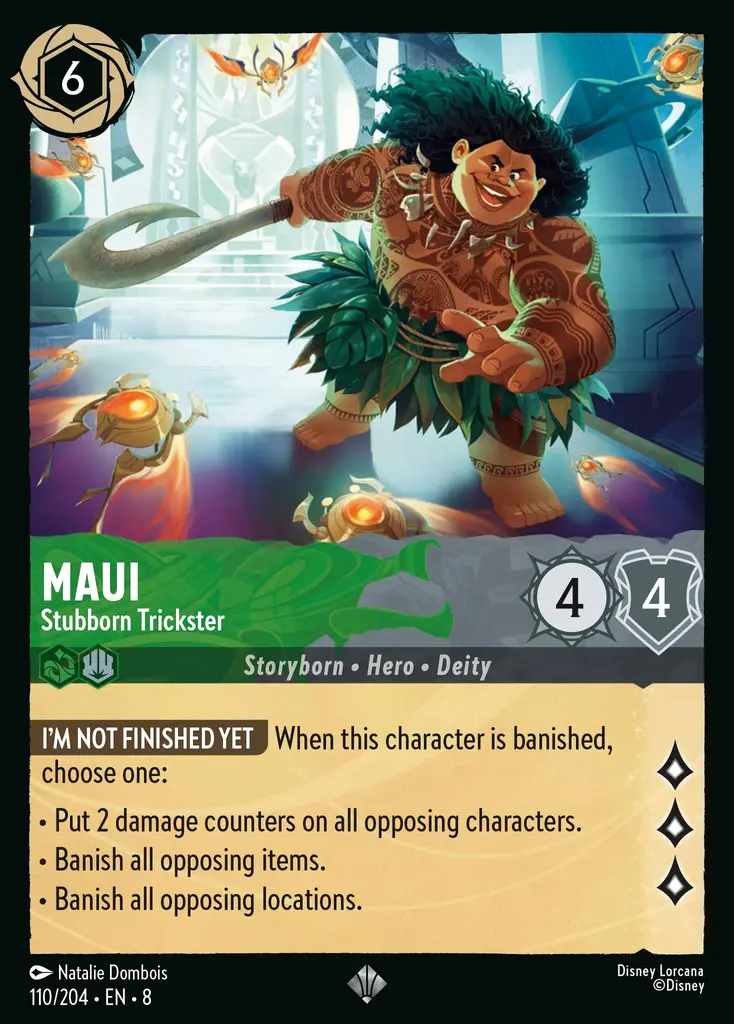 6
MAUI
Stubborn Trickster
4
4
Storyborn • Hero • Deity
I'M NOT FINISHED YET When this character is banished,
choose one:
• Put 2 damage counters on all opposing characters.
• Banish all opposing items.
• Banish all opposing locations.
Natalie Dombois
110/204 • EN • 8
Disney Lorcana
©Disney